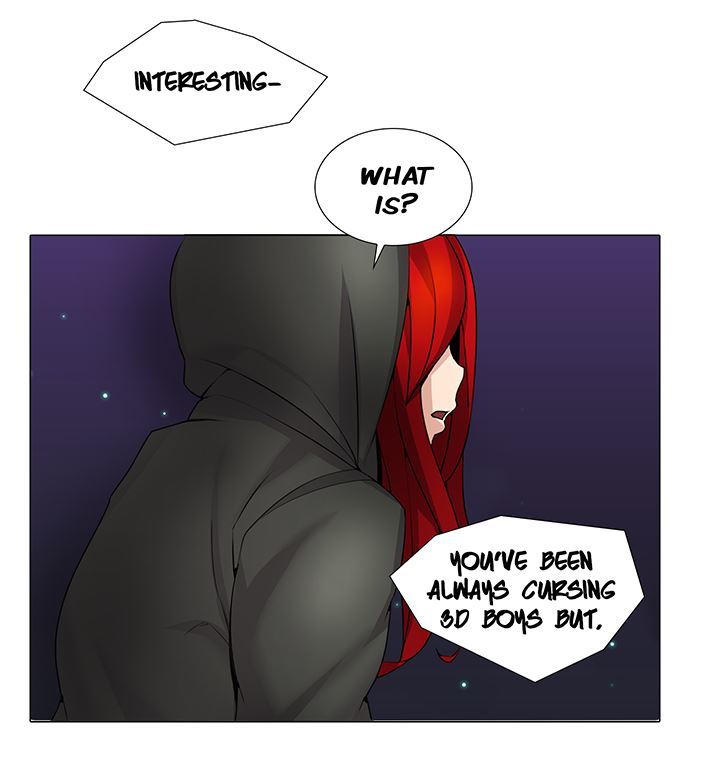 INTERESTING-
WHAT
IS?
YOU'VE BEEN
ALWAYS CURSING
3D BOYS BUT.